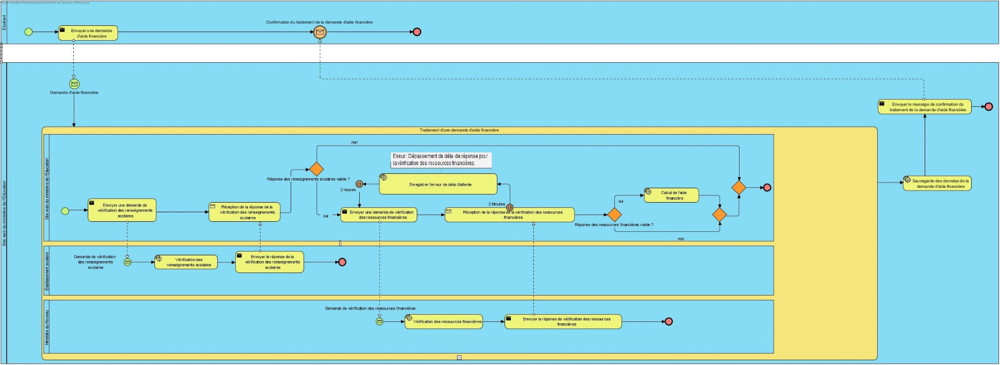 Visual Paradigm Standard(gable(Université du Québec à Rimouski))
Étudiant
Confirmation du traitement de la demande d'aide financière
Envoyer une demande
d'aide financière
Site web du ministère de l'Éducation
Demande d'aide financière
Envoyer le message de confirmation du
traitement de la demande d'aide financière
Traitement d'une demande d'aide financière
Site web du ministère de l'Éducation
non
Erreur : Dépassement du délai de réponse pour
la vérification des ressources financières.
Réponse des renseignements scolaires valide ?
Enregistrer l'erreur de délai d'attente
2 heures
Sauvegarde des données de la
demande d'aide financière
Calcul de l'aide
financière
oui
2 Minutes
Envoyer une demande de
vérification des renseignements
scolaires
Réception de la réponse de la
vérification des renseignements
scolaires
oui
Envoyer une demande de vérification
des ressources financières
Réception de la réponse de la vérification des ressources
financières
Réponse des ressources financières valide ?
non
Établissement scolaire
Demande de vérification
des renseignements
scolaires
Vérification des
renseignements scolaires
Envoyer la réponse de la
vérification des renseignements
scolaires
Ministère du Revenu
Demande de vérification des ressources financières
Vérification des ressources financières
Envoyer la réponse de vérification des ressources
financières